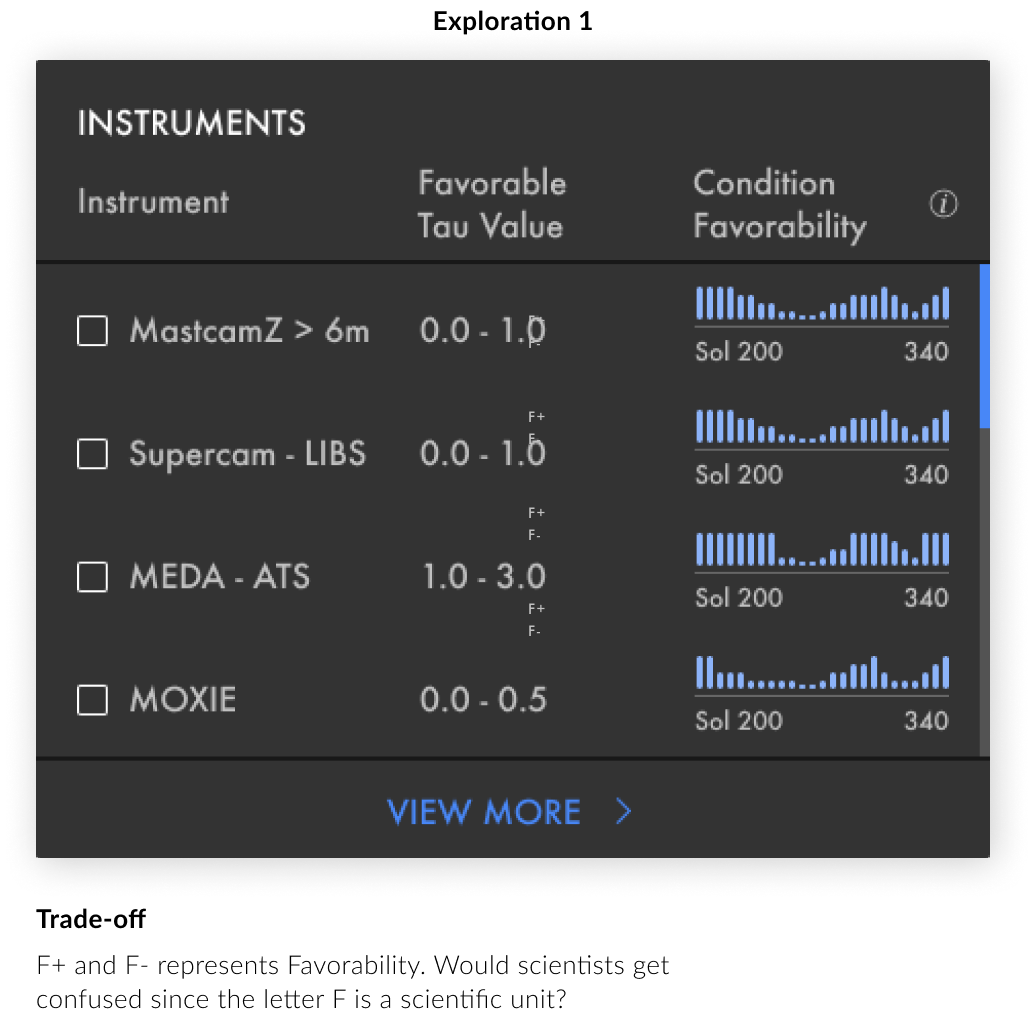 Exploration 1
INSTRUMENTS
Instrument
Favorable
Tau Value
Condition
Favorability
i
MastcamZ > 6m
0.0 - 1.0
F-
Sol 200
340
F+
F-
Supercam - LIBS
0.0 - 1.0
Sol 200
340
F+
F-
MEDA - ATS
1.0 - 3.0
Sol 200
340
F+
F-
MOXIE
0.0 - 0.5
Sol 200
340
VIEW MORE >
Trade-off
F+ and F- represents Favorability. Would scientists get
confused since the letter F is a scientific unit?